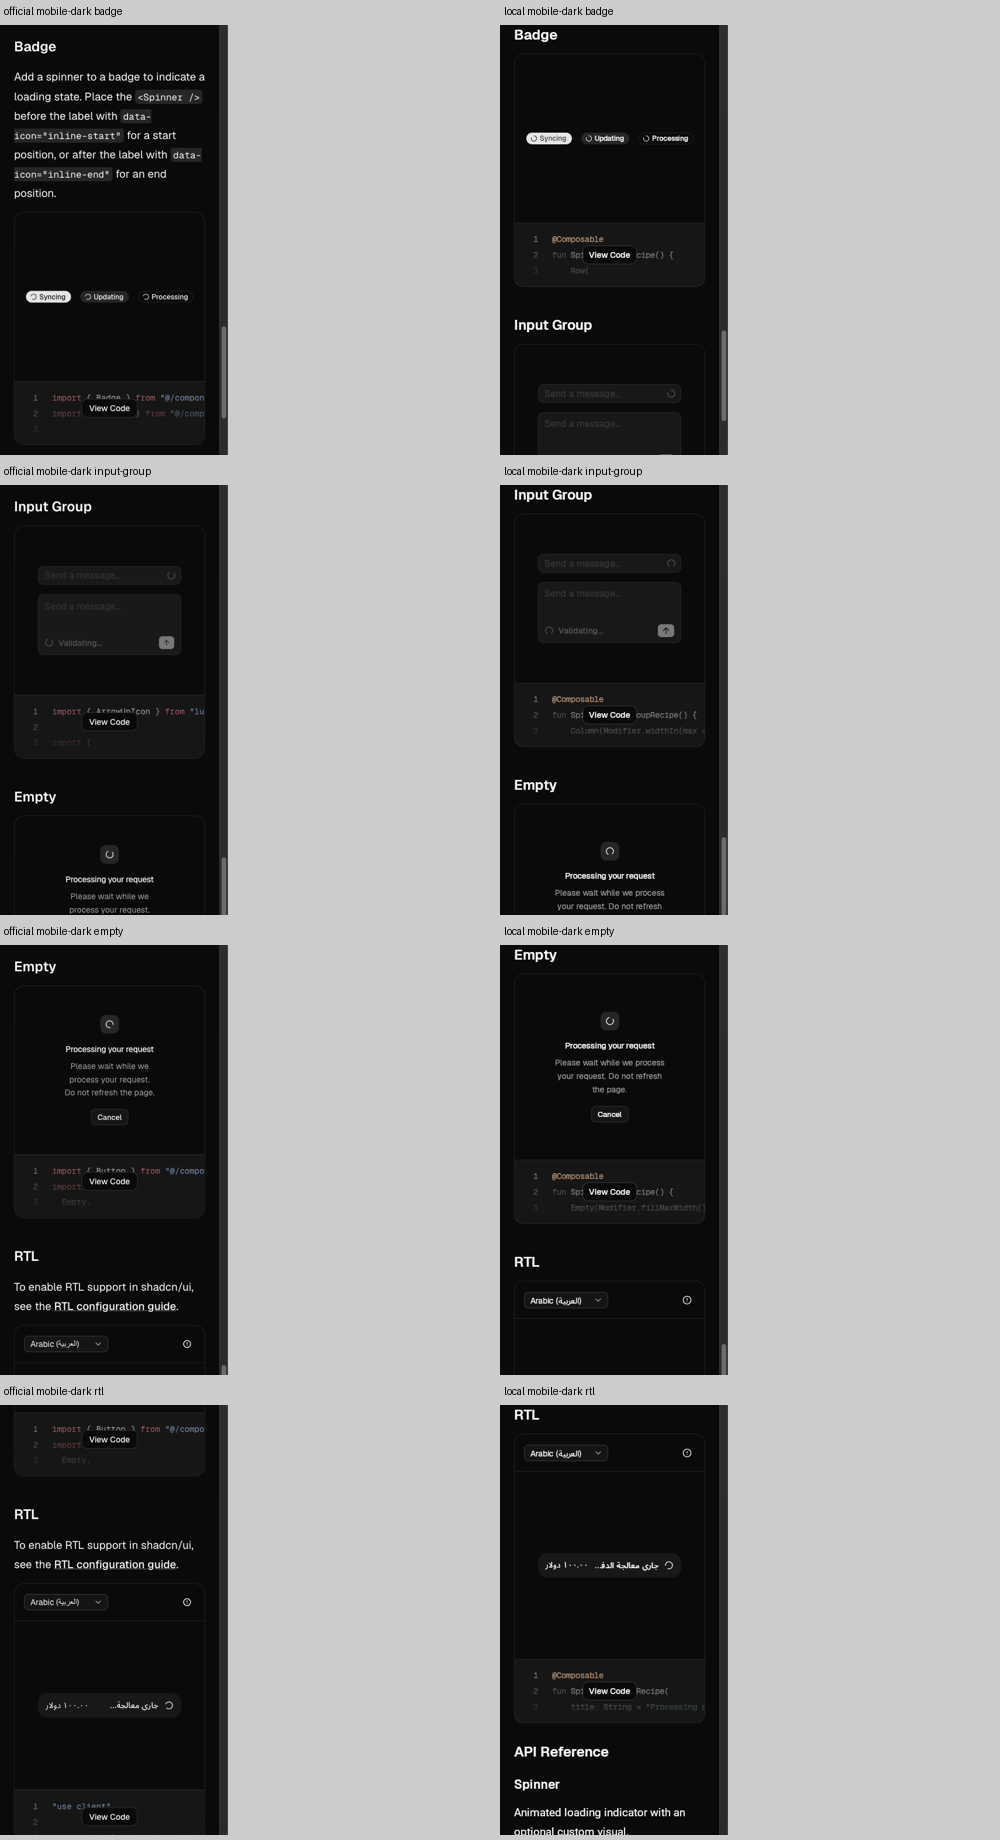 official mobile-dark badge
Badge
Add a spinner to a badge to indicate a
loading state. Place the <Spinner />
before the label with data-
icon="inline-start" for a start
position, or after the label with data-
icon="inline-end" for an end
position.
Syncing Updating Processing
1 import { Badge } from "@/compon
View Code
2 import } from "@/comp
3
local mobile-dark badge
Badge
Syncing Updating Processing
1 @Composable
2 fun Spi cipe() {
View Code
3 Row(
Input Group
Send a message...
Send a message...
official mobile-dark input-group
Input Group
Send a message...
Send a message...
Validating...
1 import { ArrowUpIcon } from "lu
View Code
2
3 import {
Empty
Processing your request
Please wait while we
process your request.
local mobile-dark input-group
Input Group
Send a message...
Send a message...
Validating...
1 @Composable
2 fun Spi oupRecipe() {
View Code
3 Column(Modifier.widthIn(max =
Empty
Processing your request
Please wait while we process
your request. Do not refresh
official mobile-dark empty
Empty
Processing your request
Please wait while we
process your request.
Do not refresh the page.
Cancel
1 import { Button } from "@/compo
View Code
2 import
3 Empty,
RTL
To enable RTL support in shadcn/ui,
see the RTL configuration guide.
Arabic (العربية)
local mobile-dark empty
Empty
Processing your request
Please wait while we process
your request. Do not refresh
the page.
Cancel
1 @Composable
2 fun Spi cipe() {
View Code
3 Empty(Modifier.fillMaxWidth()
RTL
Arabic (العربية)
official mobile-dark rtl
1 import { Button } from "@/compo
View Code
2 import
3 Empty,
RTL
To enable RTL support in shadcn/ui,
see the RTL configuration guide.
Arabic (العربية)
جاري معالجة... ١٠٠.٠٠ دولار
1 "use client"
View Code
2
local mobile-dark rtl
RTL
Arabic (العربية)
جاري معالجة الدف... ١٠٠.٠٠ دولار
1 @Composable
2 fun Spi Recipe(
View Code
3 title: String = "Processing
API Reference
Spinner
Animated loading indicator with an
optional custom visual.